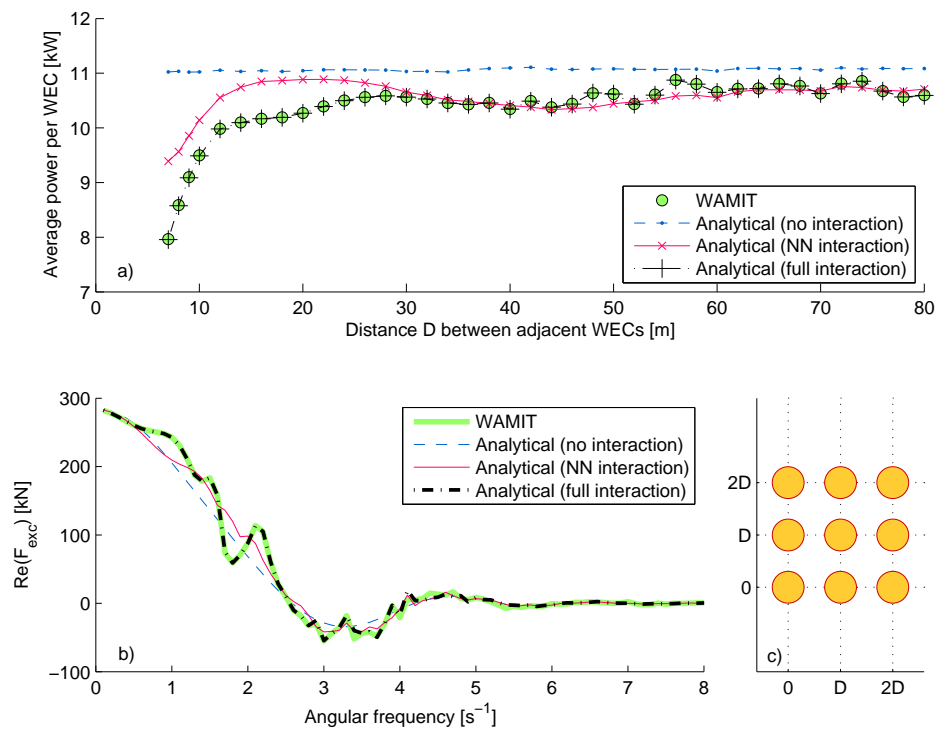 12
11
10
9
8
7
Average power per WEC [kW]
a)
WAMIT
Analytical (no interaction)
Analytical (NN interaction)
Analytical (full interaction)
0 10 20 30 40 50 60 70 80
Distance D between adjacent WECs [m]
300
200
100
0
−100
Re(F_exc) [kN]
WAMIT
Analytical (no interaction)
Analytical (NN interaction)
Analytical (full interaction)
b)
0 1 2 3 4 5 6 7 8
Angular frequency [s⁻¹]
2D
D
0
c)
0 D 2D